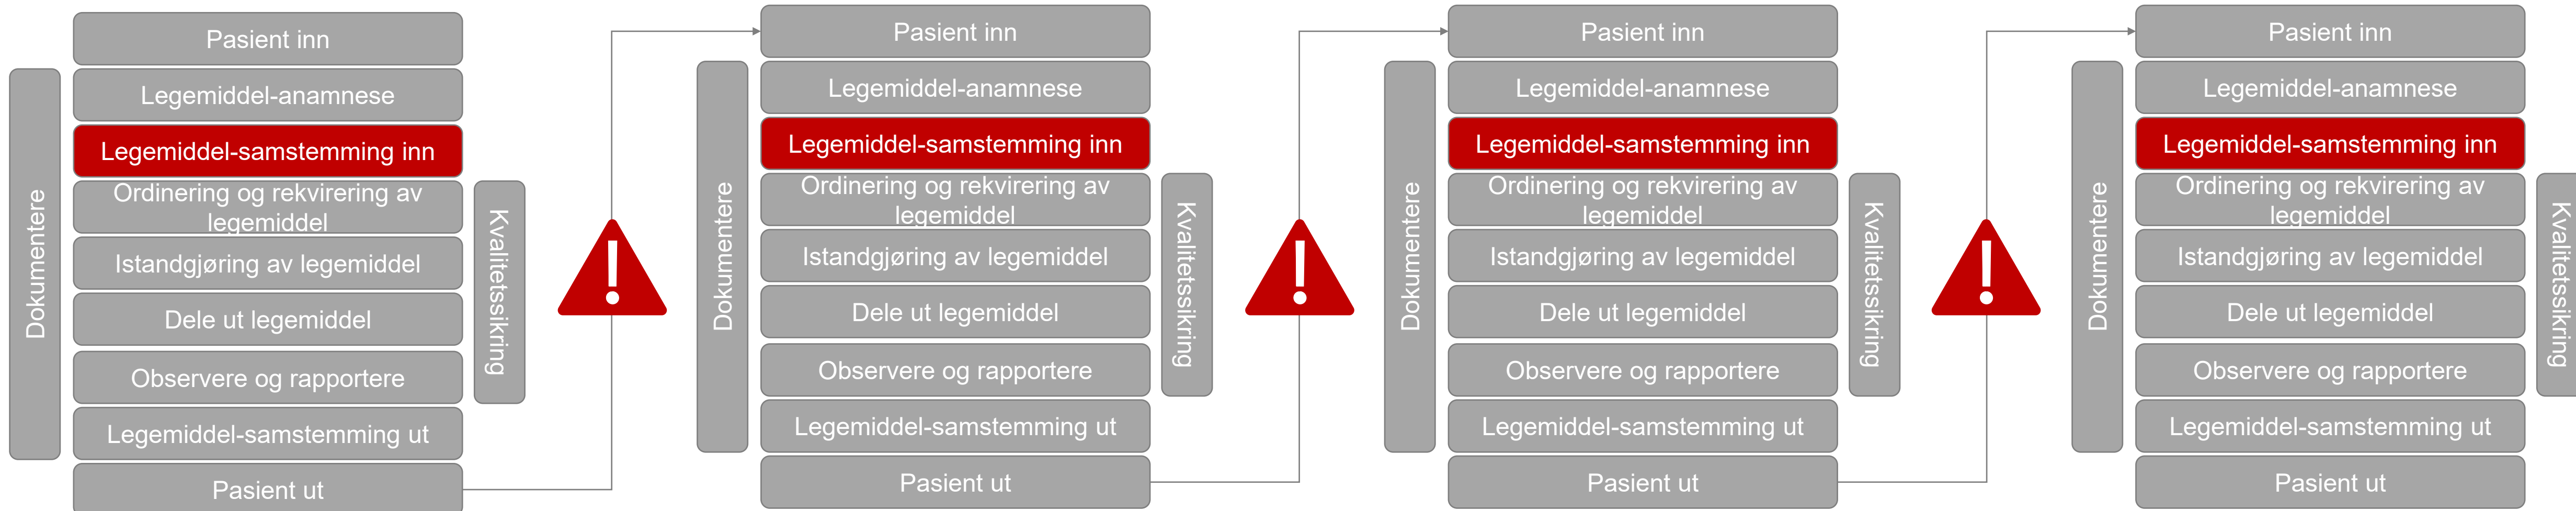 Dokumentere
Pasient inn
Legemiddel-anamnese
Legemiddel-samstemming inn
Ordinering og rekvirering av
legemiddel
Istandgjøring av legemiddel
Dele ut legemiddel
Observere og rapportere
Legemiddel-samstemming ut
Pasient ut
Kvalitetssikring
!
Dokumentere
Pasient inn
Legemiddel-anamnese
Legemiddel-samstemming inn
Ordinering og rekvirering av
legemiddel
Istandgjøring av legemiddel
Dele ut legemiddel
Observere og rapportere
Legemiddel-samstemming ut
Pasient ut
Kvalitetssikring
!
Dokumentere
Pasient inn
Legemiddel-anamnese
Legemiddel-samstemming inn
Ordinering og rekvirering av
legemiddel
Istandgjøring av legemiddel
Dele ut legemiddel
Observere og rapportere
Legemiddel-samstemming ut
Pasient ut
Kvalitetssikring
!
Dokumentere
Pasient inn
Legemiddel-anamnese
Legemiddel-samstemming inn
Ordinering og rekvirering av
legemiddel
Istandgjøring av legemiddel
Dele ut legemiddel
Observere og rapportere
Legemiddel-samstemming ut
Pasient ut
Kvalitetssikring